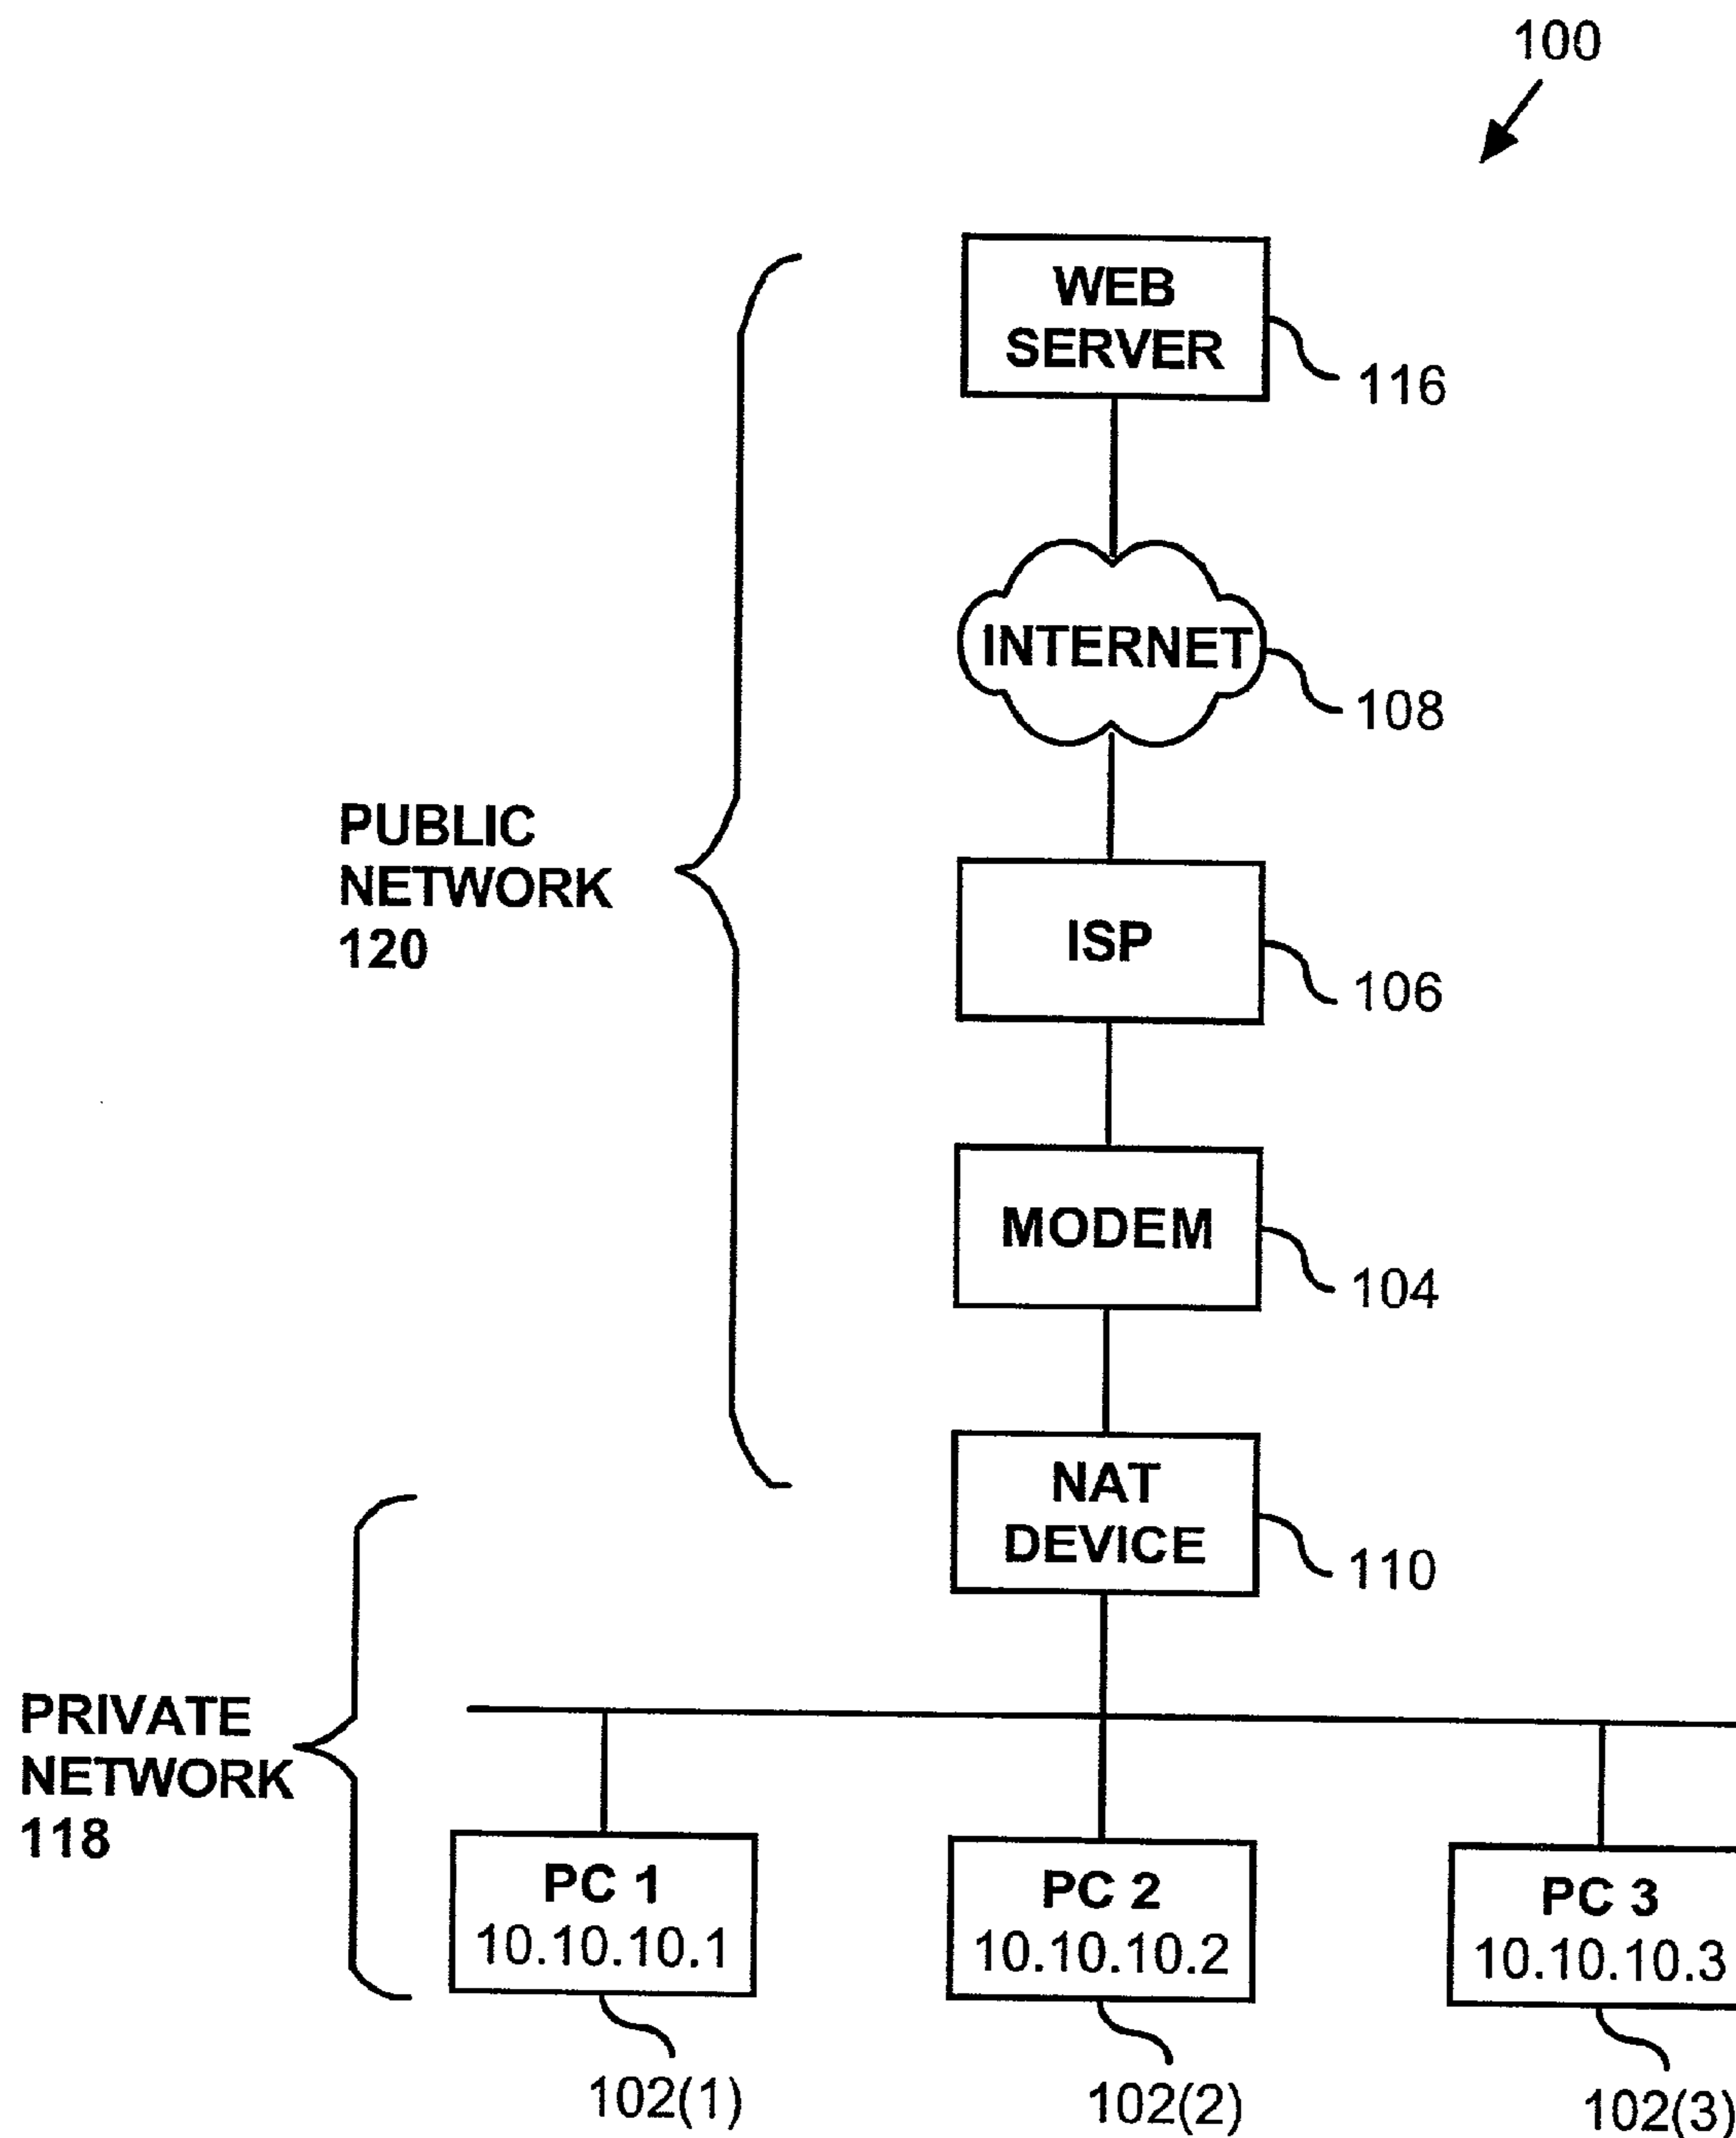 100
WEB
SERVER
116
INTERNET
108
PUBLIC
NETWORK
120
ISP
106
MODEM
104
NAT
DEVICE
110
PRIVATE
NETWORK
118
PC 1
10.10.10.1
PC 2
10.10.10.2
PC 3
10.10.10.3
102(1)
102(2)
102(3)